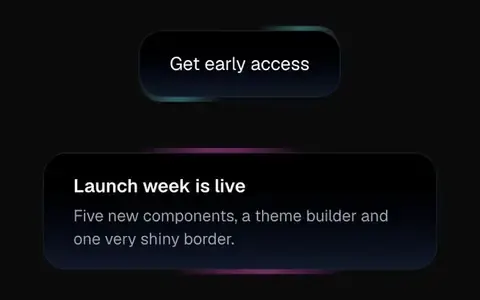 Get early access
Launch week is live
Five new components, a theme builder and
one very shiny border.